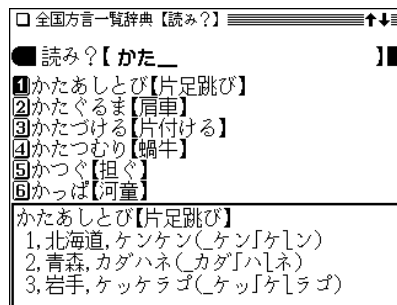 全国方言一覧辞典【読み?】
読み?【かた__ 】
1かたあしとび【片足跳び】
2かたぐるま【肩車】
3かたづける【片付ける】
4かたつむり【蝸牛】
5かつぐ【担ぐ】
6かっぱ【河童】
かたあしとび【片足跳び】
1,北海道,ケンケン(_ケン「ケ˥ン)
2,青森,カダハネ(_カダ「ハ˥ネ)
3,岩手,ケッケラゴ(_ケッ「ケ˥ラゴ)